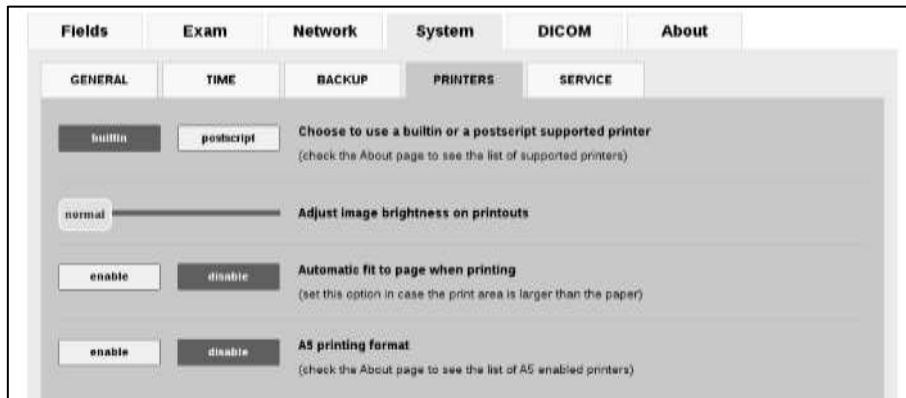 Fields Exam Network System DICOM About
GENERAL TIME BACKUP PRINTERS SERVICE
builtin postscript Choose to use a builtin or a postscript supported printer
(check the About page to see the list of supported printers)
normal Adjust image brightness on printouts
enable disable Automatic fit to page when printing
(set this option in case the print area is larger than the paper)
enable disable A5 printing format
(check the About page to see the list of A5 enabled printers)